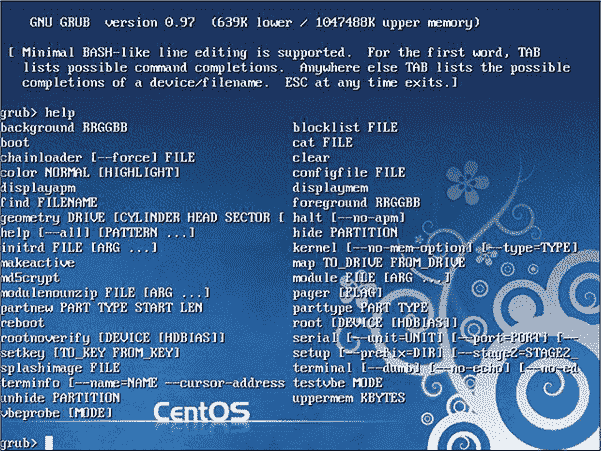 GNU GRUB  version 0.97  (639K lower / 1047488K upper memory)
[ Minimal BASH-like line editing is supported.  For the first word, TAB
lists possible command completions.  Anywhere else TAB lists the possible
completions of a device/filename.  ESC at any time exits.]
grub> help
background RRGGBB blocklist FILE
boot cat FILE
chainloader [--force] FILE clear
color NORMAL [HIGHLIGHT] configfile FILE
displayapm displaymem
find FILENAME foreground RRGGBB
geometry DRIVE [CYLINDER HEAD SECTOR [ halt [--no-apm]
help [--all] [PATTERN ...] hide PARTITION
initrd FILE [ARG ...] kernel [--no-mem-option] [--type=TYPE]
makeactive map TO_DRIVE FROM_DRIVE
md5crypt module FILE [ARG ...]
modulenounzip FILE [ARG ...] pager [FLAG]
partnew PART TYPE START LEN parttype PART TYPE
reboot root [DEVICE [HDBIAS]]
rootnoverify [DEVICE [HDBIAS]] serial [--unit=UNIT] [--port=PORT] [--
setkey [TO_KEY FROM_KEY] setup [--prefix=DIR] [--stage2=STAGE2_
splashimage FILE terminal [--dumb] [--no-echo] [--no-ed
terminfo [--name=NAME --cursor-address testvbe MODE
unhide PARTITION uppermem KBYTES
vbeprobe [MODE]
CentOS
grub>